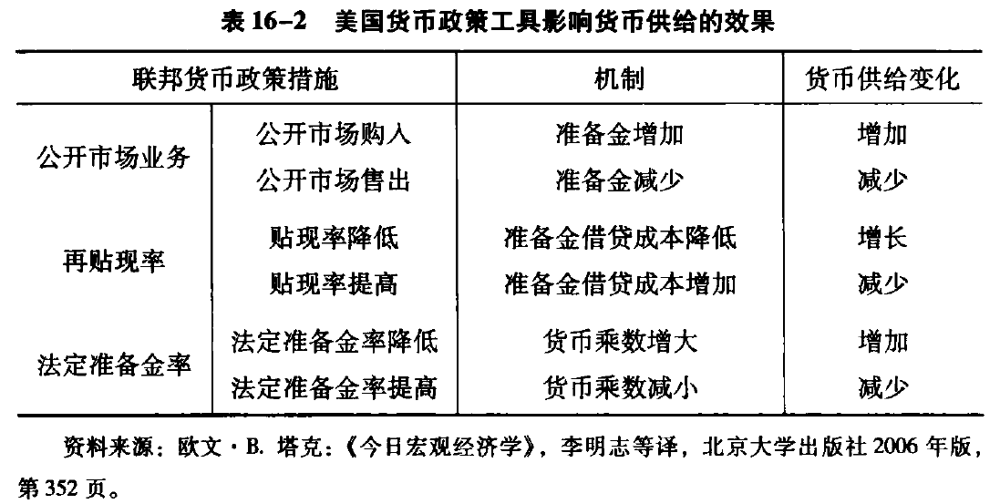 表 16-2 美国货币政策工具影响货币供给的效果
联邦货币政策措施 机制 货币供给变化
公开市场业务 公开市场购入 准备金增加 增加
公开市场售出 准备金减少 减少
再贴现率 贴现率降低 准备金借贷成本降低 增长
贴现率提高 准备金借贷成本增加 减少
法定准备金率 法定准备金率降低 货币乘数增大 增加
法定准备金率提高 货币乘数减小 减少
资料来源：欧文·B. 塔克：《今日宏观经济学》，李明志等译，北京大学出版社 2006 年版，
第 352 页。